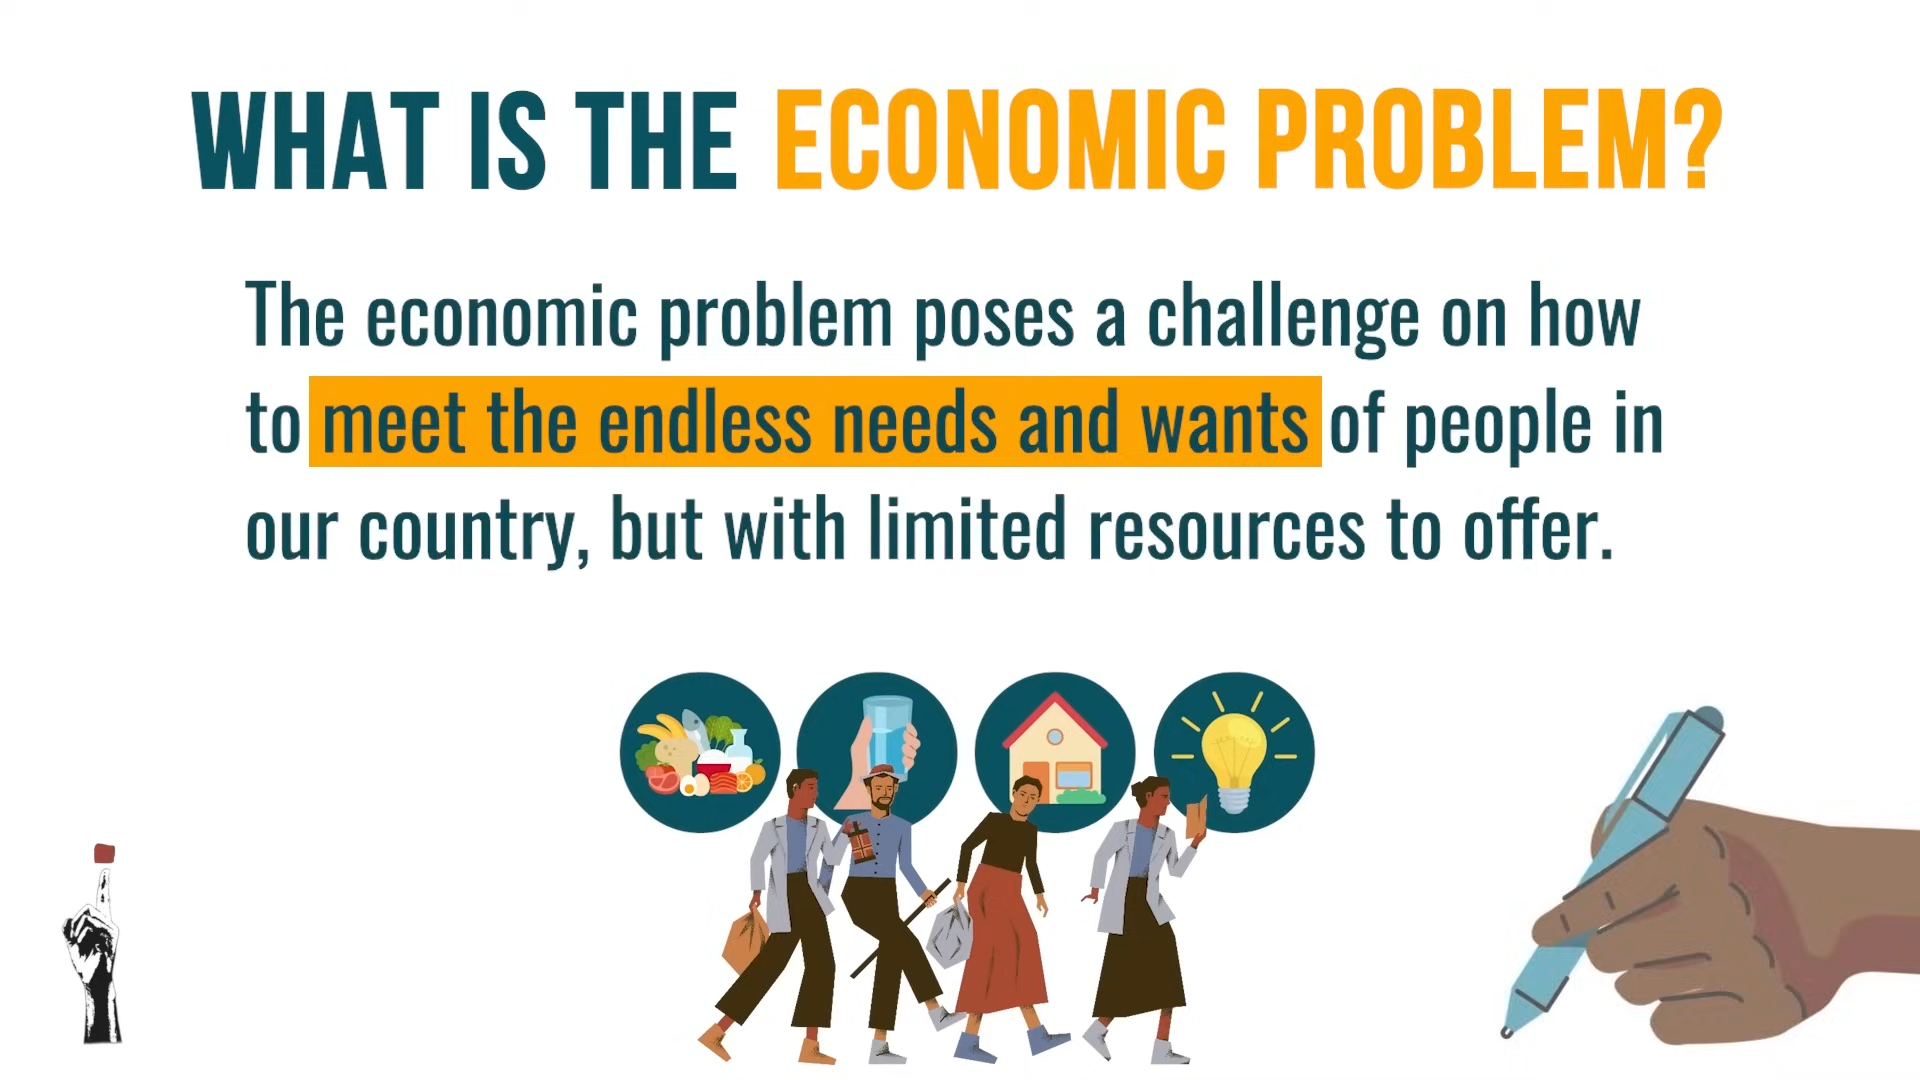 WHAT IS THE ECONOMIC PROBLEM?
The economic problem poses a challenge on how
to meet the endless needs and wants of people in
our country, but with limited resources to offer.